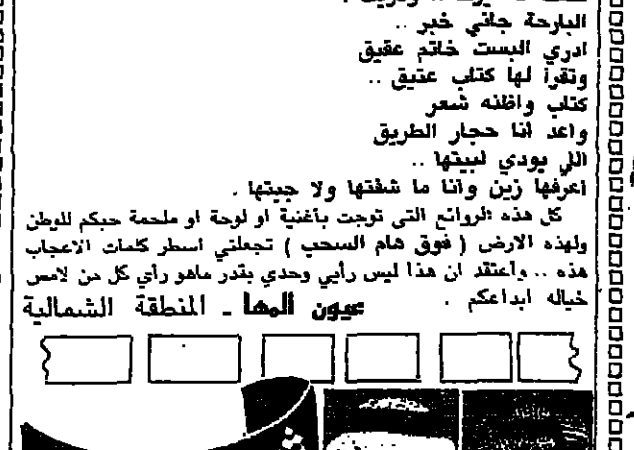 البارحة جاني خبر ..
ادري البست خاتم عقيق
وتقرأ لها كتاب عتيق ..
كتاب واظنه شعر
واعد انا حجار الطريق
اللي يودي لبيتها ..
اعرفها زين وانا ما شفتها ولا جيتها .
كل هذه الروائع التي توجت بأغنية او لوحة او ملحمة حبكم للوطن
ولهذه الارض ( فوق هام السحب ) تجعلني اسطر كلمات الاعجاب
هذه .. وأعتقد ان هذا ليس رأيي وحدي بقدر ماهو رأي كل من لامس
خياله ابداعكم .
عيون المها ـ المنطقة الشمالية